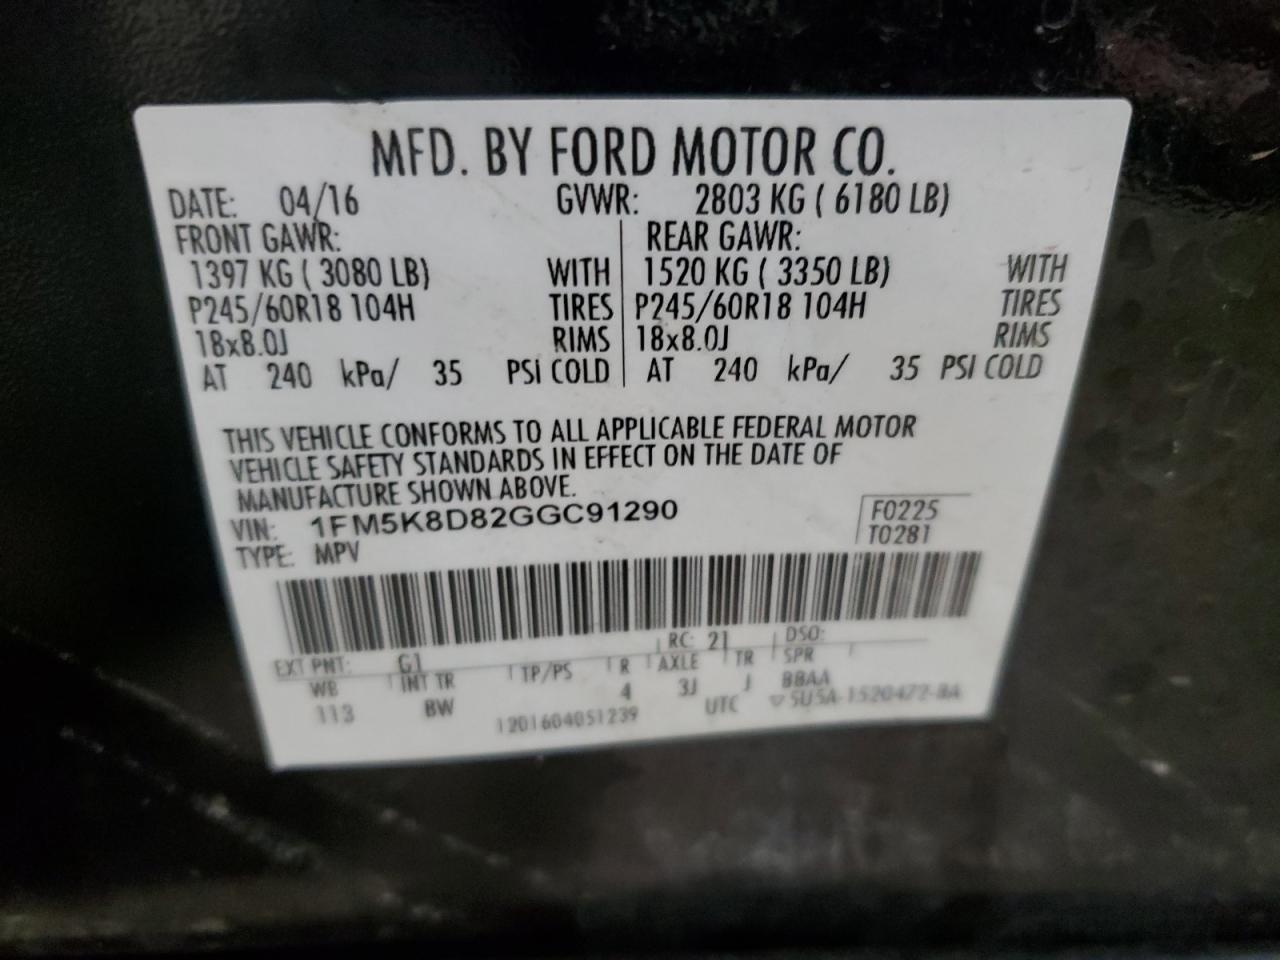 MFD. BY FORD MOTOR CO.
DATE: 04/16 GVWR: 2803 KG ( 6180 LB)
FRONT GAWR: REAR GAWR:
1397 KG ( 3080 LB) WITH 1520 KG ( 3350 LB) WITH
P245/60R18 104H TIRES P245/60R18 104H TIRES
18x8.0J RIMS 18x8.0J RIMS
AT 240 kPa/ 35 PSI COLD AT 240 kPa/ 35 PSI COLD
THIS VEHICLE CONFORMS TO ALL APPLICABLE FEDERAL MOTOR
VEHICLE SAFETY STANDARDS IN EFFECT ON THE DATE OF
MANUFACTURE SHOWN ABOVE.
VIN: 1FM5K8D82GGC91290 F0225
TYPE: MPV T0281
EXT PNT: G1 RC: 21 DSO:
WB INT TR TP/PS R AXLE TR SPR
113 BW 4 3J J BBAA
1201604051239 UTC ▽5U5A-1520472-BA